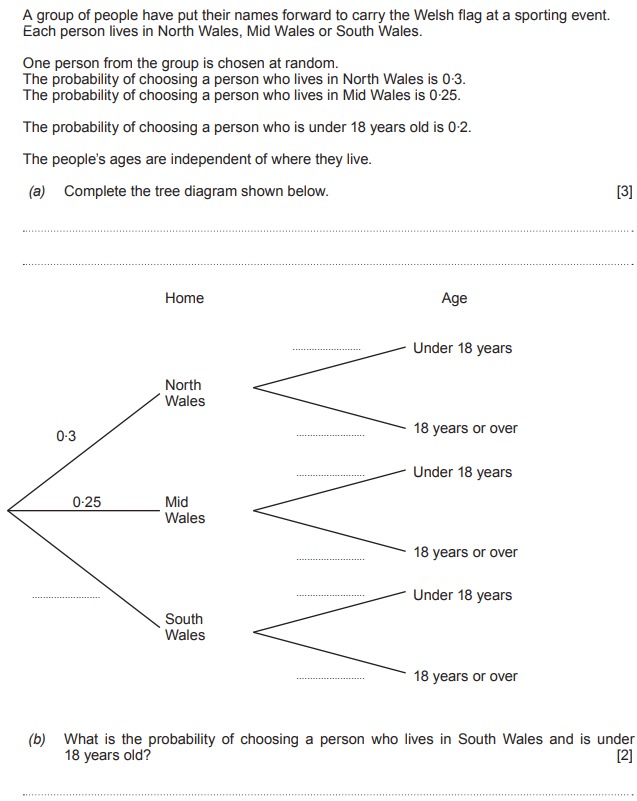 A group of people have put their names forward to carry the Welsh flag at a sporting event.
Each person lives in North Wales, Mid Wales or South Wales.
One person from the group is chosen at random.
The probability of choosing a person who lives in North Wales is 0·3.
The probability of choosing a person who lives in Mid Wales is 0·25.
The probability of choosing a person who is under 18 years old is 0·2.
The people's ages are independent of where they live.
(a) Complete the tree diagram shown below. [3]
Home Age
Under 18 years
North
Wales
0·3
18 years or over
Under 18 years
0·25
Mid
Wales
18 years or over
Under 18 years
South
Wales
18 years or over
(b) What is the probability of choosing a person who lives in South Wales and is under
18 years old? [2]